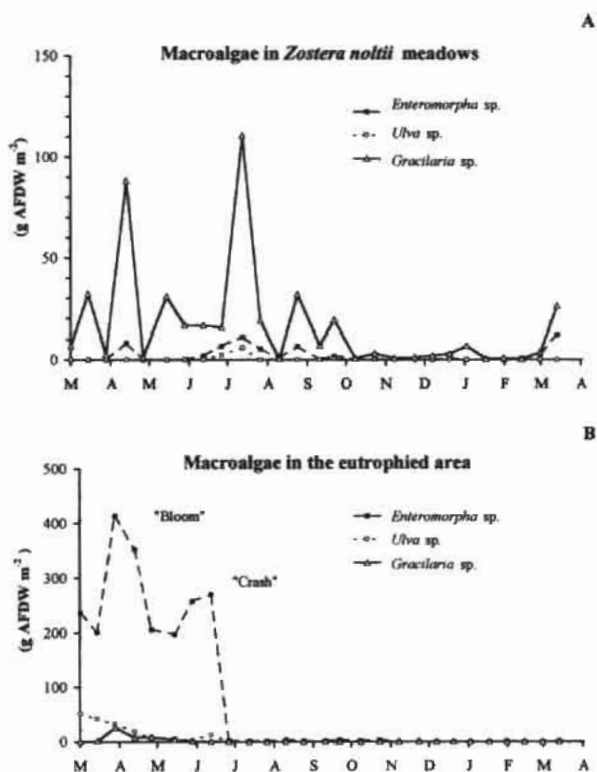 A
Macroalgae in Zostera noltii meadows
150
100
50
0
(g AFDW m⁻²)
Enteromorpha sp.
Ulva sp.
Gracilaria sp.
M A M J J A S O N D J F M A
B
Macroalgae in the eutrophied area
500
400
300
200
100
0
(g AFDW m⁻²)
"Bloom"
"Crash"
Enteromorpha sp.
Ulva sp.
Gracilaria sp.
M A M J J A S O N D J F M A